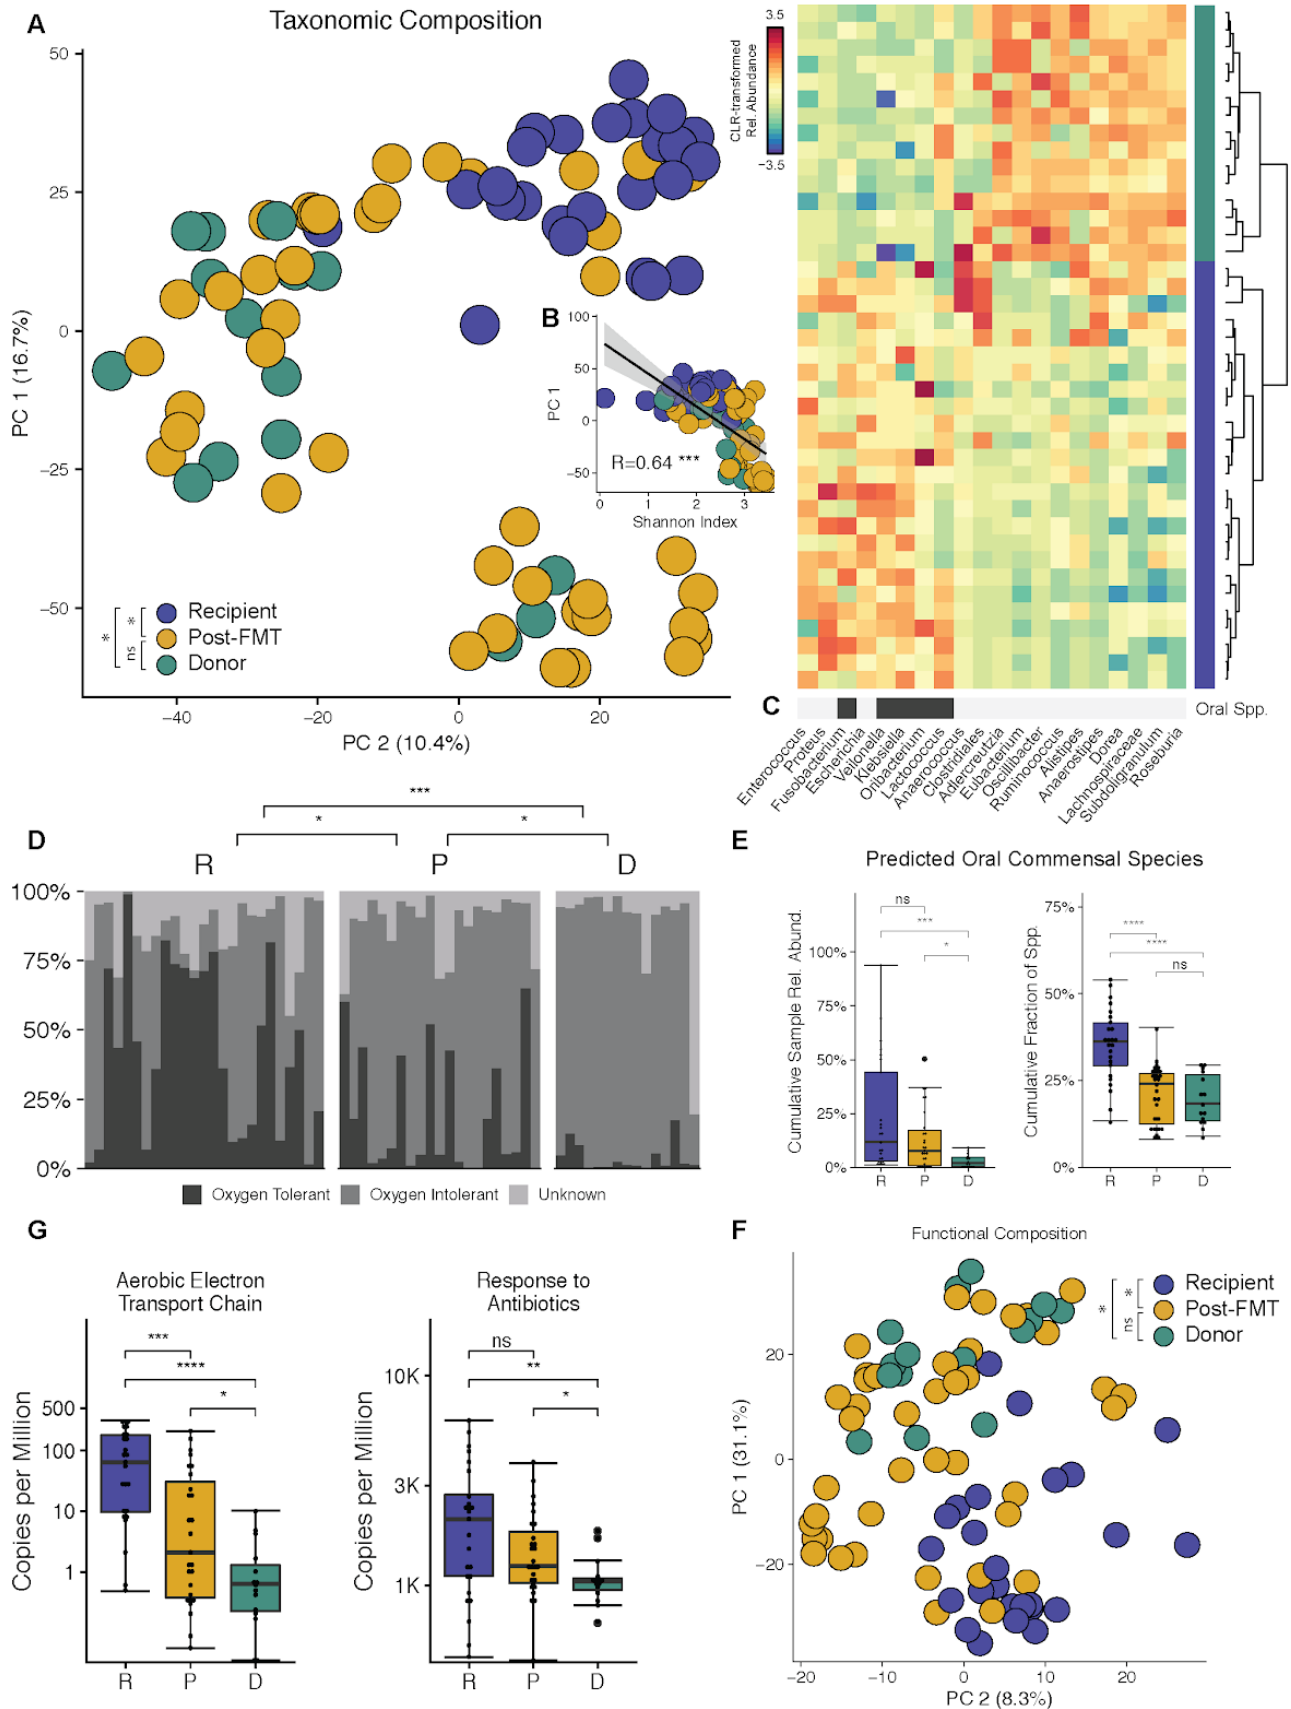 A
Taxonomic Composition
50
25
0
−25
−50
PC 1 (16.7%)
−40
−20
0
20
PC 2 (10.4%)
* * ns
Recipient
Post-FMT
Donor
B
100
50
0
−50
PC 1
R=0.64 ***
0
1
2
3
Shannon Index
3.5
−3.5
CLR-transformed
Rel. Abundance
C
Oral Spp.
Enterococcus
Proteus
Fusobacterium
Escherichia
Veilonella
Klebsiella
Oribacterium
Lactococcus
Anaerococcus
Clostridiales
Adlercreutzia
Eubacterium
Oscillibacter
Ruminococcus
Alistipes
Anaerostipes
Dorea
Lachnospiraceae
Subdoligranulum
Roseburia
D
***
*
*
R
P
D
100%
75%
50%
25%
0%
Oxygen Tolerant
Oxygen Intolerant
Unknown
E
Predicted Oral Commensal Species
Cumulative Sample Rel. Abund.
100%
75%
50%
25%
0%
ns
***
*
R
P
D
Cumulative Fraction of Spp.
75%
50%
25%
0%
****
****
ns
R
P
D
G
Aerobic Electron
Transport Chain
Copies per Million
500
100
10
1
***
****
*
R
P
D
Response to
Antibiotics
Copies per Million
10K
3K
1K
ns
**
*
R
P
D
F
Functional Composition
* * ns
Recipient
Post-FMT
Donor
PC 1 (31.1%)
20
0
−20
−20
−10
0
10
20
PC 2 (8.3%)